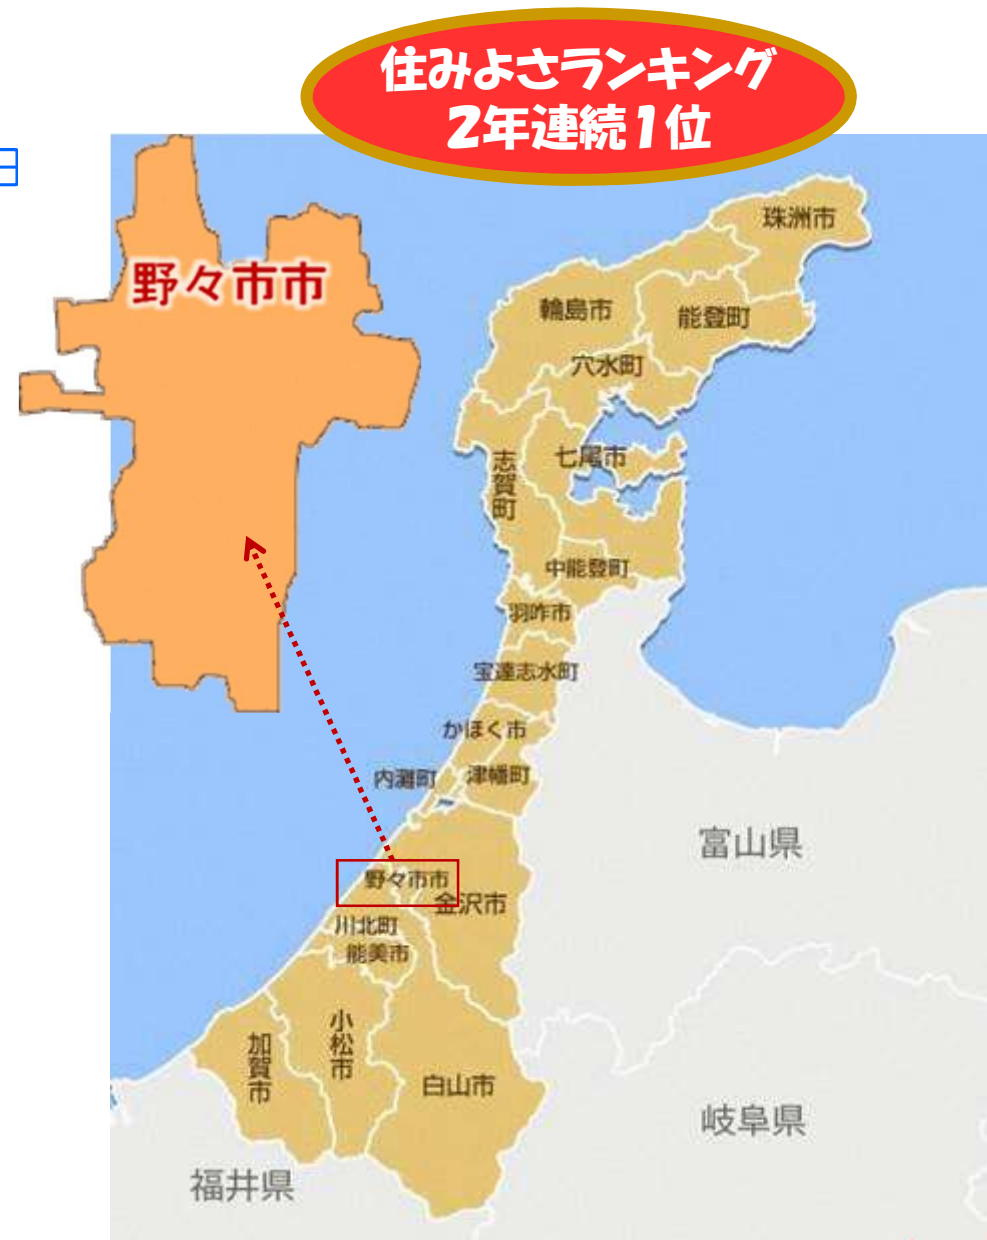 住みよさランキング
2年連続1位
野々市市
珠洲市
輪島市
能登町
穴水町
七尾市
志賀町
中能登町
羽咋市
宝達志水町
かほく市
内灘町
津幡町
富山県
野々市市
金沢市
川北町
能美市
小松市
加賀市
白山市
岐阜県
福井県